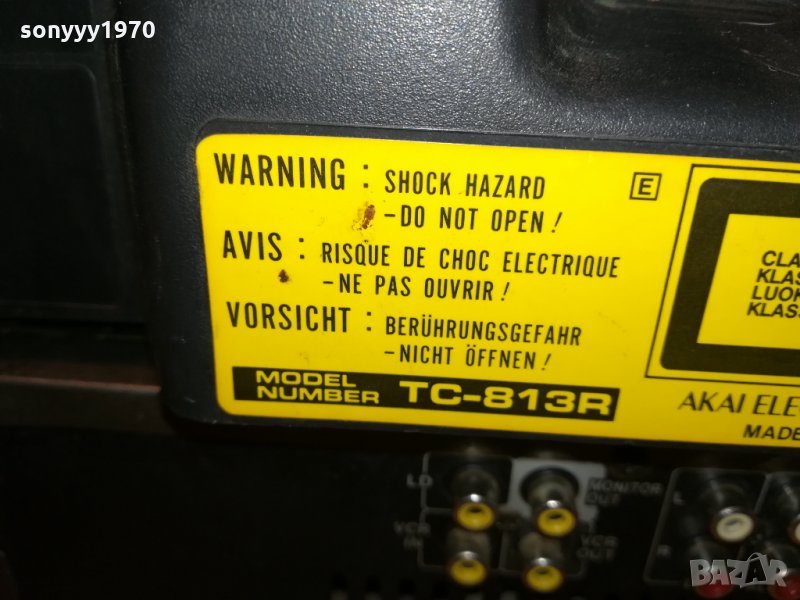 sonyyy1970
WARNING : SHOCK HAZARD E
–DO NOT OPEN!
AVIS : RISQUE DE CHOC ELECTRIQUE
–NE PAS OUVRIR!
VORSICHT : BERÜHRUNGSGEFAHR
–NICHT ÖFFNEN!
MODEL
NUMBER TC-813R
CLA
KLAS
LUOK
KLASS
AKAI ELE
MADE
LD
MONITOR
OUT
VCR
IN
VCR
OUT
L
R
BAZAR